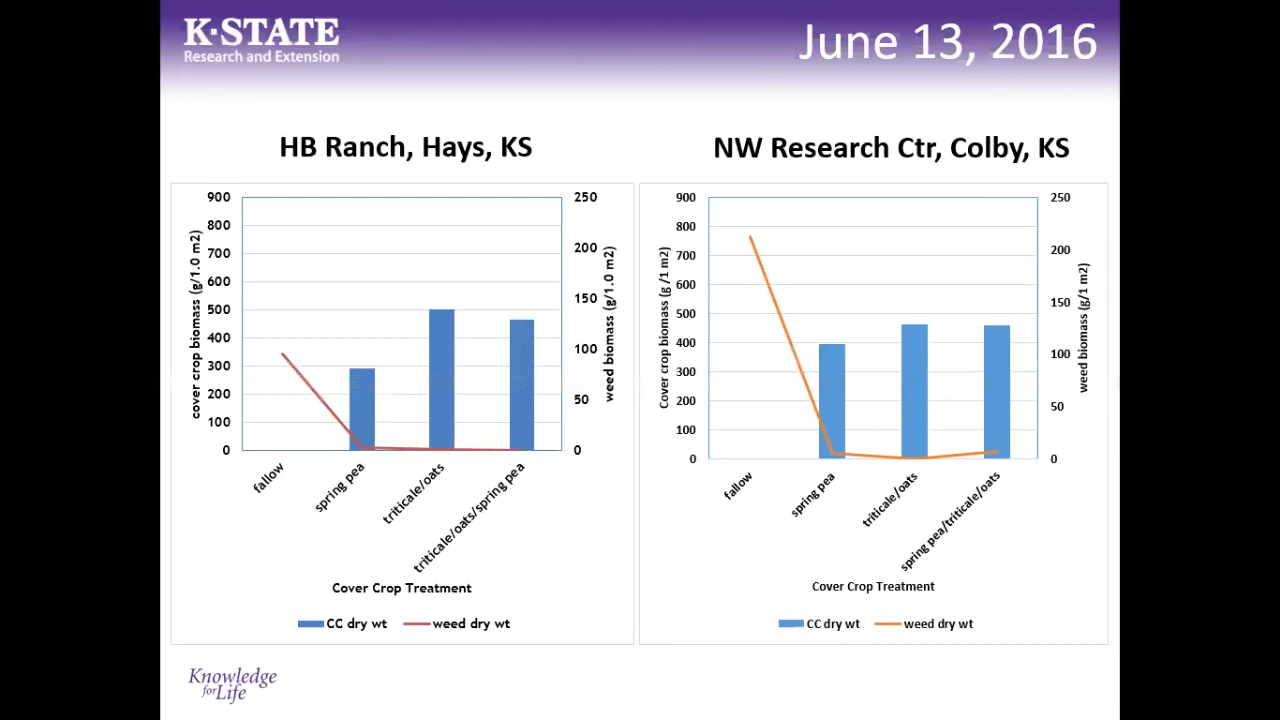 K·STATE
Research and Extension
June 13, 2016
HB Ranch, Hays, KS
900
800
700
600
500
400
300
200
100
0
cover crop biomass (g/1.0 m2)
250
200
150
100
50
0
weed biomass (g/1.0 m2)
fallow
spring pea
triticale/oats
triticale/oats/spring pea
Cover Crop Treatment
CC dry wt
weed dry wt
NW Research Ctr, Colby, KS
900
800
700
600
500
400
300
200
100
0
Cover crop biomass (g /1 m2)
250
200
150
100
50
0
weed biomass (g/1 m2)
fallow
spring pea
triticale/oats
spring pea/triticale/oats
Cover Crop Treatment
CC dry wt
weed dry wt
Knowledge
for Life